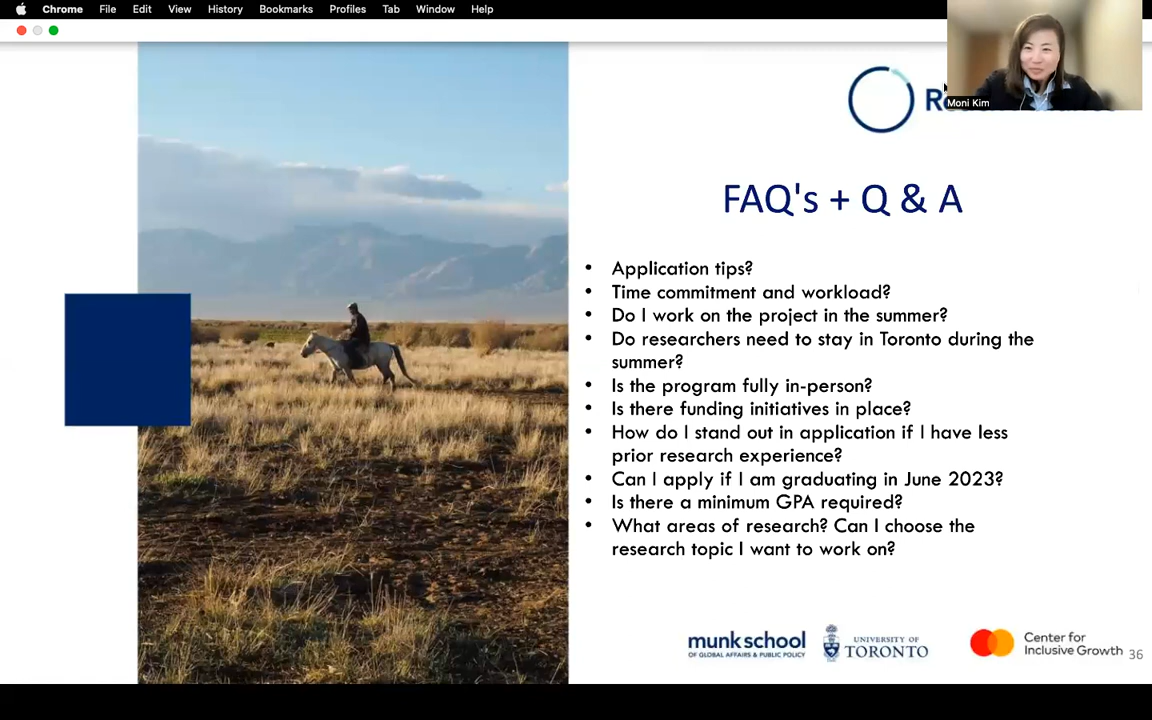 Chrome File Edit View History Bookmarks Profiles Tab Window Help
Moni Kim
FAQ's + Q & A
• Application tips?
• Time commitment and workload?
• Do I work on the project in the summer?
• Do researchers need to stay in Toronto during the
summer?
• Is the program fully in-person?
• Is there funding initiatives in place?
• How do I stand out in application if I have less
prior research experience?
• Can I apply if I am graduating in June 2023?
• Is there a minimum GPA required?
• What areas of research? Can I choose the
research topic I want to work on?
munkschool
OF GLOBAL AFFAIRS & PUBLIC POLICY
UNIVERSITY OF
TORONTO
Center for
Inclusive Growth
36